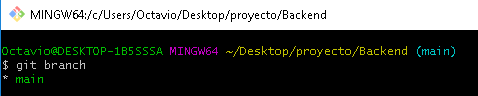 MINGW64:/c/Users/Octavio/Desktop/proyecto/Backend
Octavio@DESKTOP-1B5SSSA MINGW64 ~/Desktop/proyecto/Backend (main)
$ git branch
* main